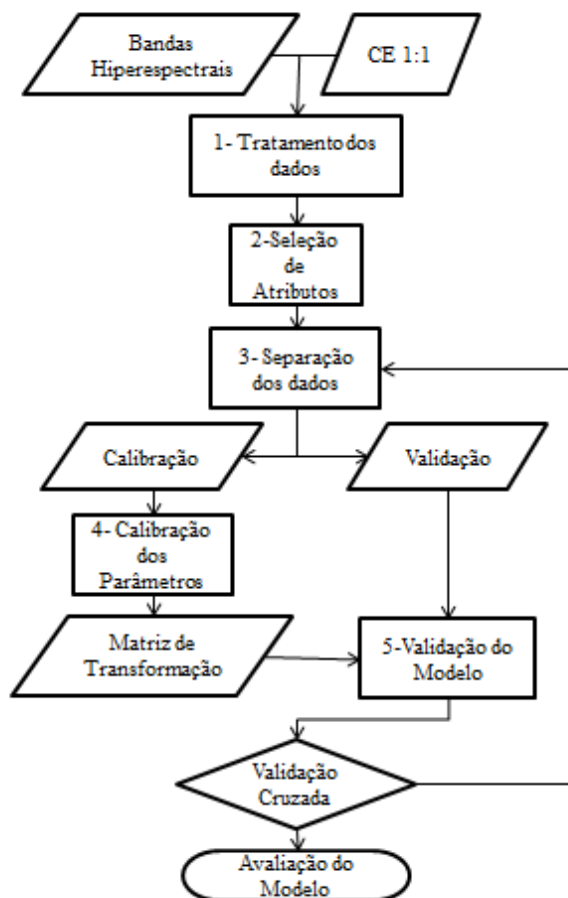 Bandas
Hiperespectrais
CE 1:1
1- Tratamento dos
dados
2-Seleção
de
Atributos
3- Separação
dos dados
Calibração
Validação
4- Calibração
dos
Parâmetros
Matriz de
Transformação
5-Validação do
Modelo
Validação
Cruzada
Avaliação do
Modelo